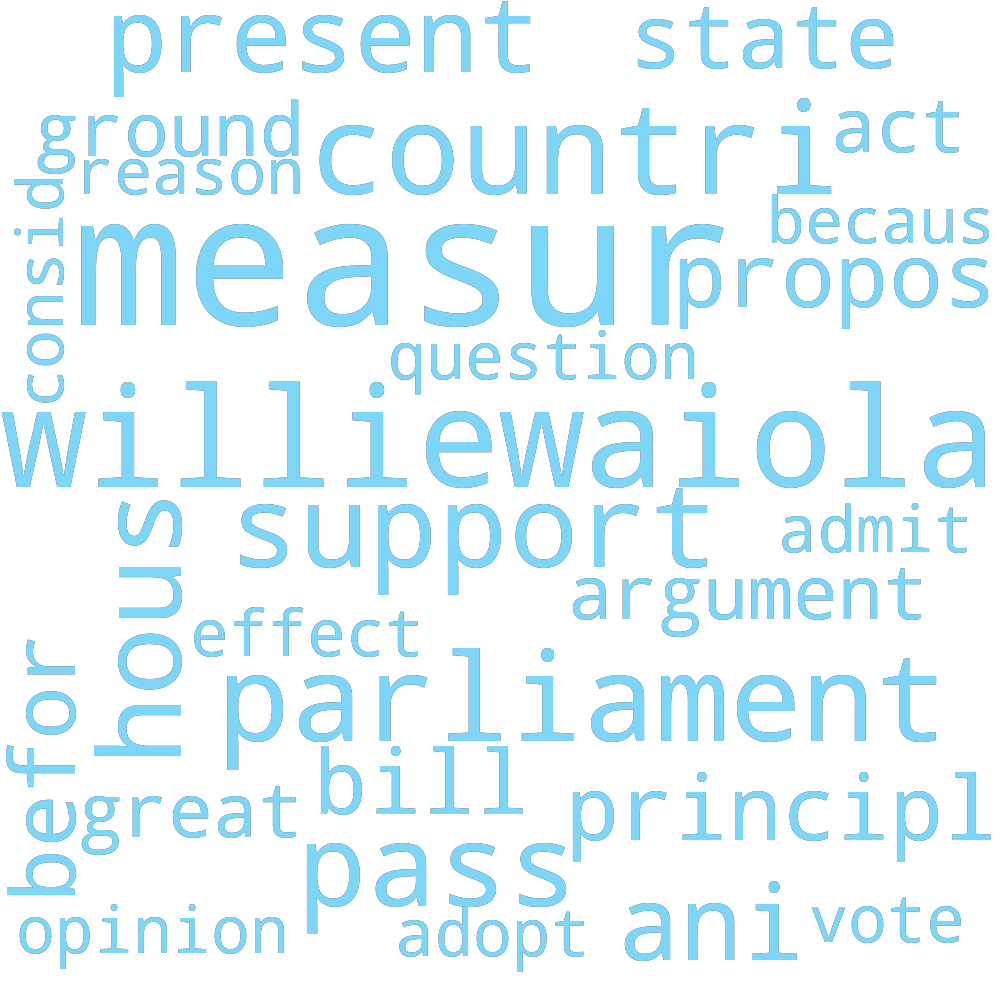 present
state
ground
countri
act
reason
consid
becaus
measur
propos
question
williewaiola
support
admit
hous
argument
effect
befor
parliament
bill
great
principl
pass
opinion
adopt
ani
vote